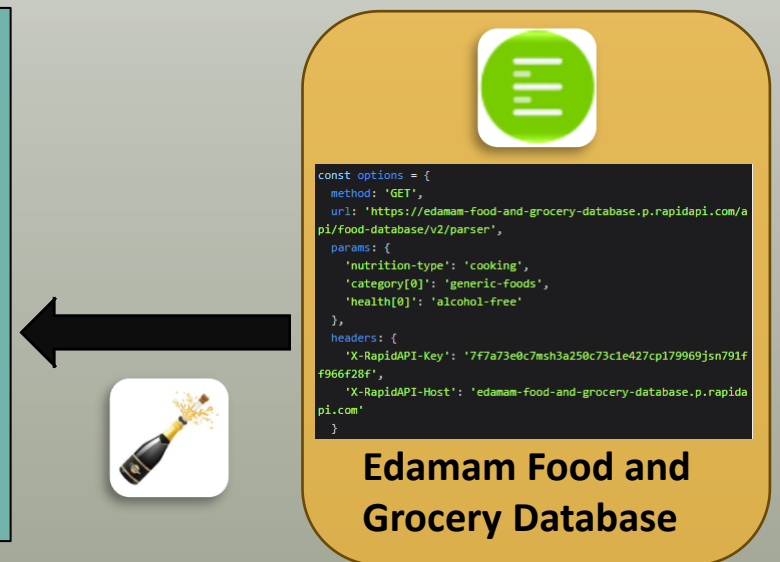 const options = {
method: 'GET',
url: 'https://edamam-food-and-grocery-database.p.rapidapi.com/a
pi/food-database/v2/parser',
params: {
'nutrition-type': 'cooking',
'category[0]': 'generic-foods',
'health[0]': 'alcohol-free'
},
headers: {
'X-RapidAPI-Key': '7f7a73e0c7msh3a250c73c1e427cp179969jsn791f
f966f28f',
'X-RapidAPI-Host': 'edamam-food-and-grocery-database.p.rapida
pi.com'
}
Edamam Food and
Grocery Database